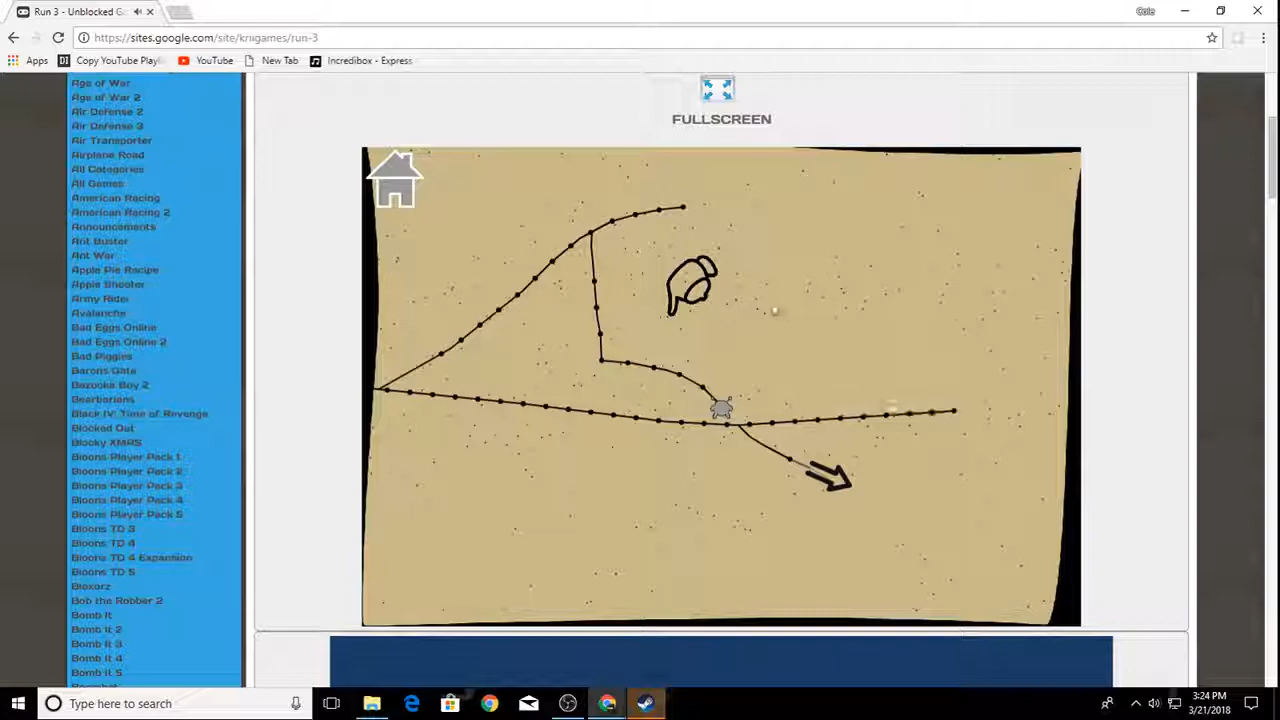 Run 3 - Unblocked G
Cole
https://sites.google.com/site/kniigames/run-3
Apps
Copy YouTube Playl
YouTube
New Tab
Incredibox - Express
Age of War
Age of War 2
Air Defense 2
Air Defense 3
Air Transporter
Airplane Road
All Categories
All Games
American Racing
American Racing 2
Announcements
Ant Buster
Ant War
Apple Pie Recipe
Apple Shooter
Army Rider
Avalanche
Bad Eggs Online
Bad Eggs Online 2
Bad Piggies
Barons Gate
Bazooka Boy 2
Bearbarians
Black IV: Time of Revenge
Blocked Out
Blocky XMAS
Bloons Player Pack 1
Bloons Player Pack 2
Bloons Player Pack 3
Bloons Player Pack 4
Bloons Player Pack 5
Bloons TD 3
Bloons TD 4
Bloons TD 4 Expansion
Bloons TD 5
Bloxorz
Bob the Robber 2
Bomb It
Bomb It 2
Bomb It 3
Bomb It 4
Bomb It 5
FULLSCREEN
Type here to search
3:24 PM
3/21/2018